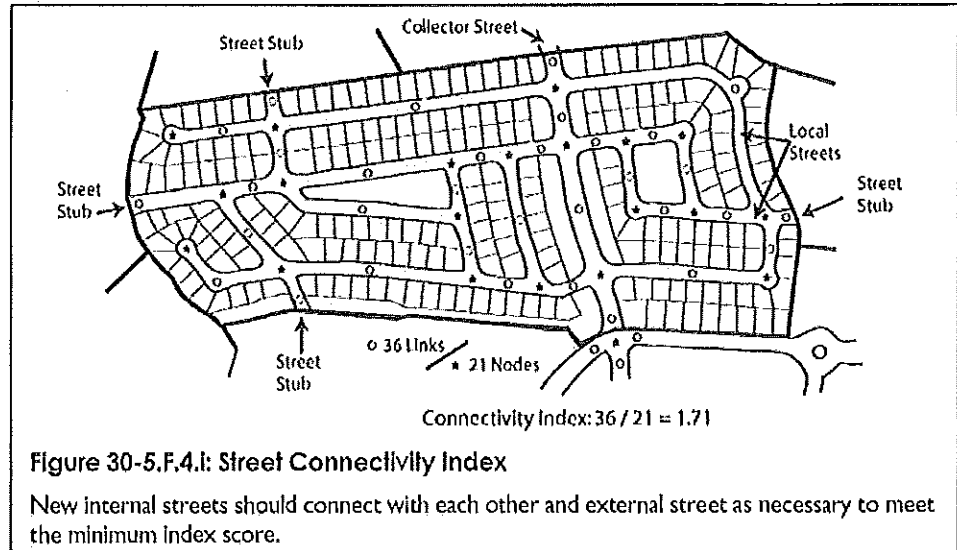 Collector Street
Street Stub
Local
Streets
Street
Stub
Street
Stub
Street
Stub
o 36 Links
* 21 Nodes
Connectivity Index: 36 / 21 = 1.71
Figure 30-5.F.4.i: Street Connectivity Index
New internal streets should connect with each other and external street as necessary to meet
the minimum index score.